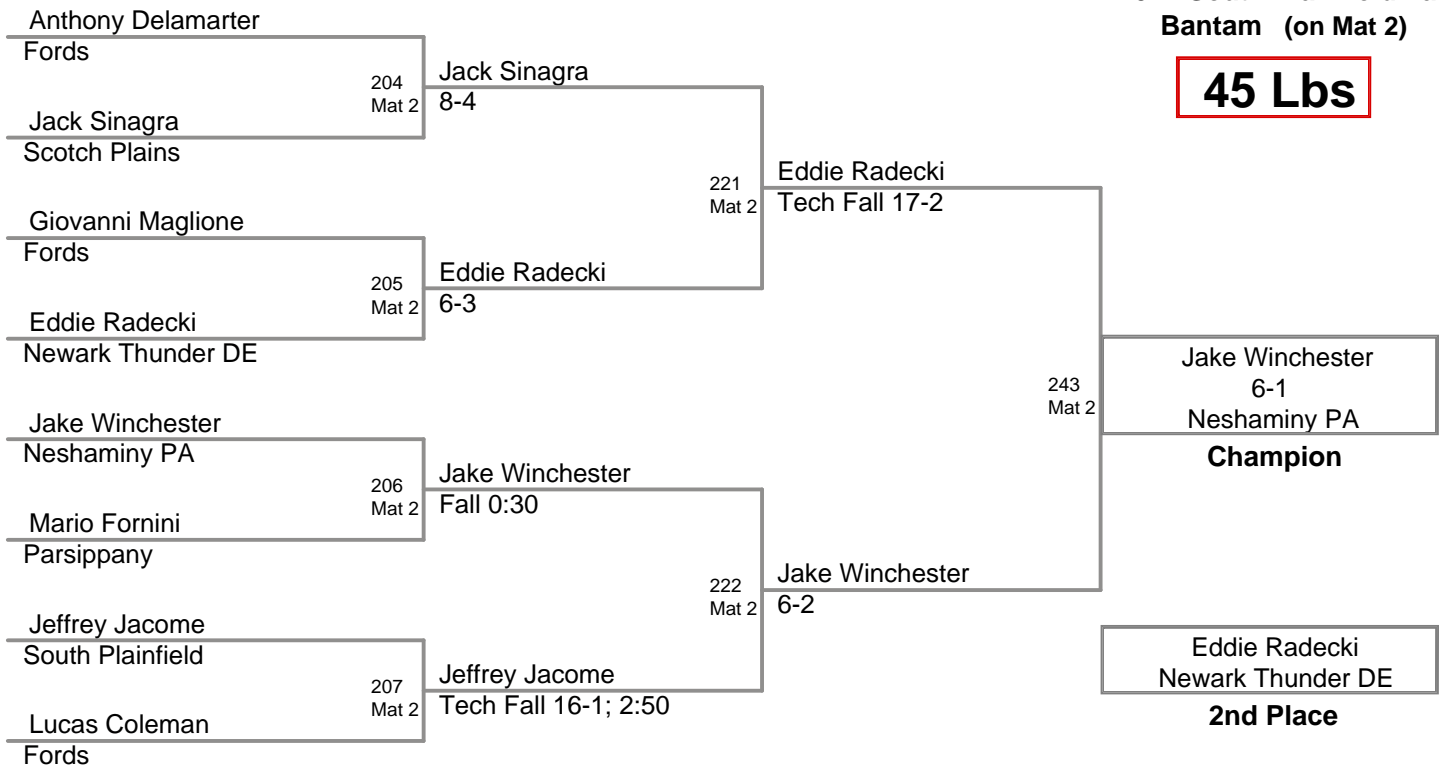 Bantam (on Mat 2)
45 Lbs
Anthony Delamarter
Fords
204
Mat 2
Jack Sinagra
8-4
Jack Sinagra
Scotch Plains
221
Mat 2
Eddie Radecki
Tech Fall 17-2
Giovanni Maglione
Fords
205
Mat 2
Eddie Radecki
6-3
Eddie Radecki
Newark Thunder DE
243
Mat 2
Jake Winchester
6-1
Neshaminy PA
Champion
Jake Winchester
Neshaminy PA
206
Mat 2
Jake Winchester
Fall 0:30
Mario Fornini
Parsippany
222
Mat 2
Jake Winchester
6-2
Jeffrey Jacome
South Plainfield
207
Mat 2
Jeffrey Jacome
Tech Fall 16-1; 2:50
Lucas Coleman
Fords
Eddie Radecki
Newark Thunder DE
2nd Place